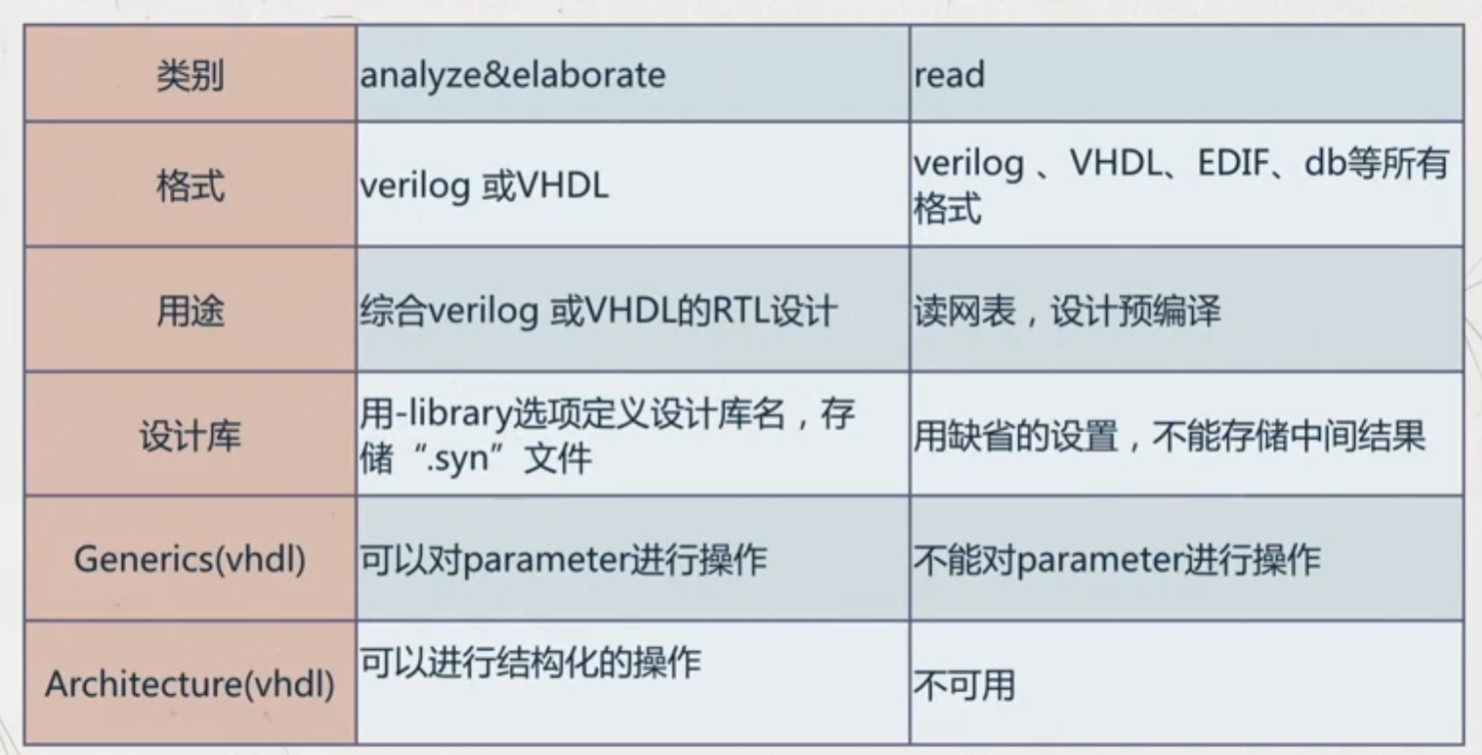 类别
analyze&elaborate
read
格式
verilog 或VHDL
verilog 、VHDL、EDIF、db等所有
格式
用途
综合verilog 或VHDL的RTL设计
读网表，设计预编译
设计库
用-library选项定义设计库名，存
储“.syn”文件
用缺省的设置，不能存储中间结果
Generics(vhdl)
可以对parameter进行操作
不能对parameter进行操作
Architecture(vhdl)
可以进行结构化的操作
不可用